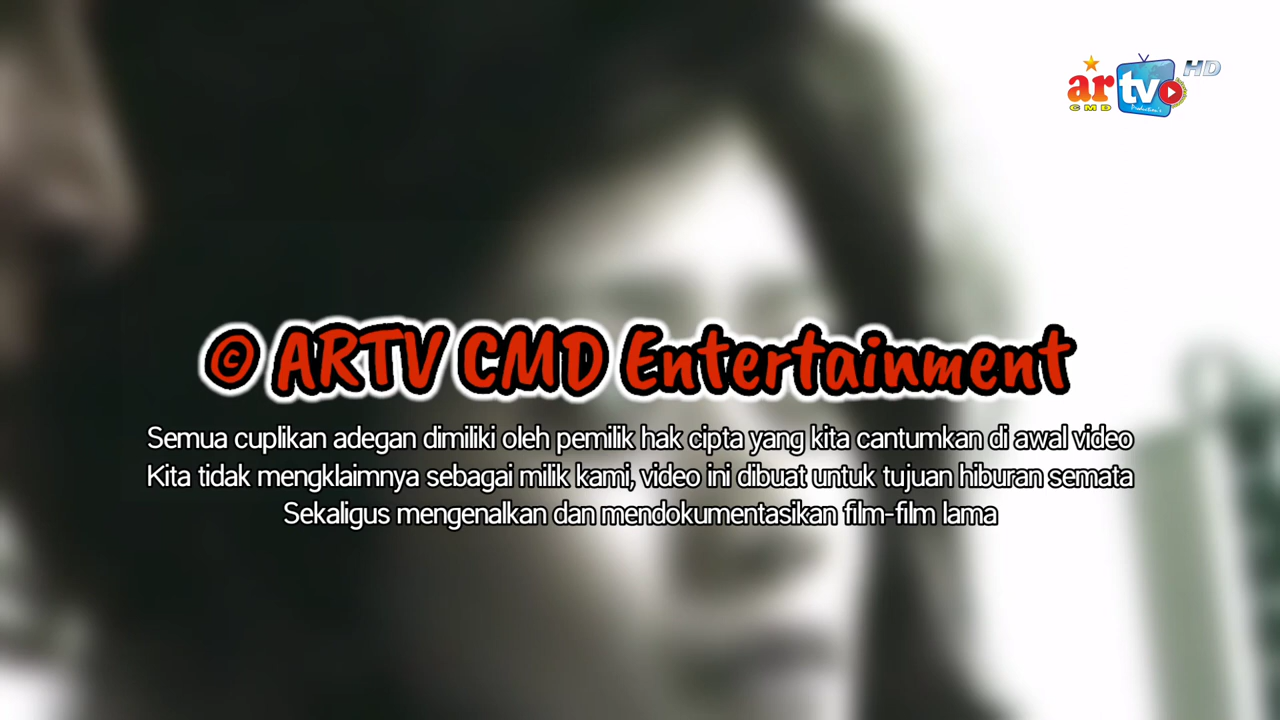 ar tv HD
CMD
© ARTV CMD Entertainment
Semua cuplikan adegan dimiliki oleh pemilik hak cipta yang kita cantumkan di awal video
Kita tidak mengklaimnya sebagai milik kami, video ini dibuat untuk tujuan hiburan semata
Sekaligus mengenalkan dan mendokumentasikan film-film lama